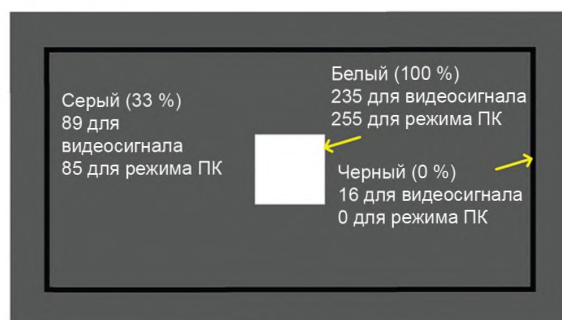 Серый (33 %)
89 для
видеосигнала
85 для режима ПК
Белый (100 %)
235 для видеосигнала
255 для режима ПК
Черный (0 %)
16 для видеосигнала
0 для режима ПК